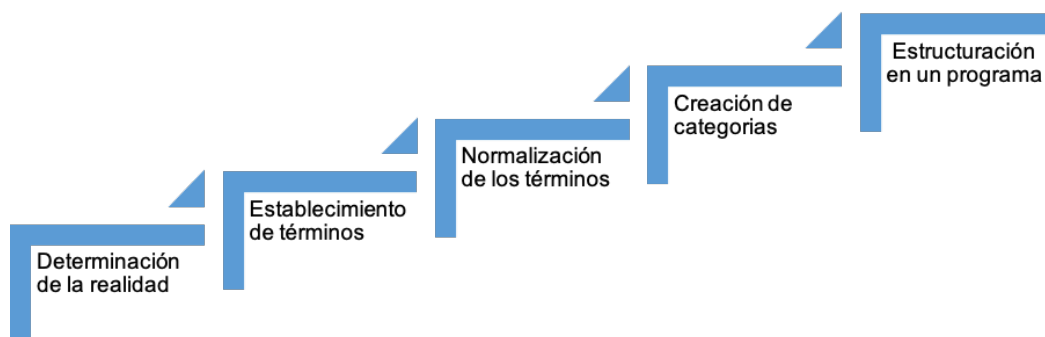 Determinación
de la realidad
Establecimiento
de términos
Normalización
de los términos
Creación de
categorias
Estructuración
en un programa